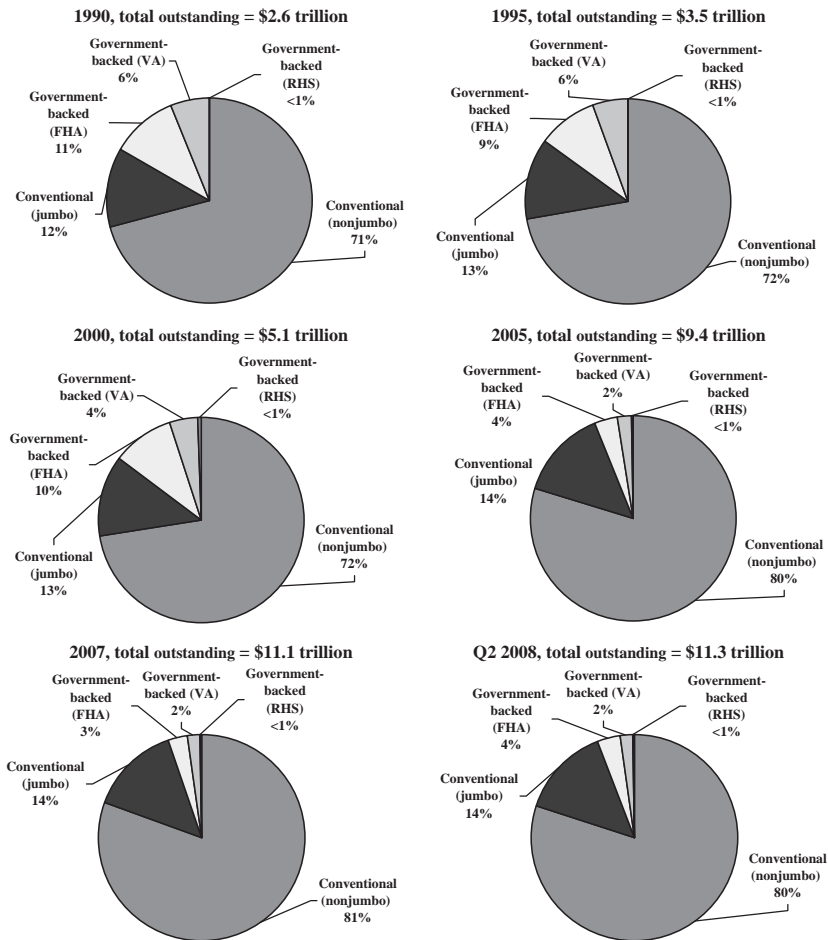 1990, total outstanding = $2.6 trillion
Government-
backed (VA)
6%
Government-
backed
(RHS)
<1%
Government-
backed
(FHA)
11%
Conventional
(jumbo)
12%
Conventional
(nonjumbo)
71%
1995, total outstanding = $3.5 trillion
Government-
backed (VA)
6%
Government-
backed
(RHS)
<1%
Government-
backed
(FHA)
9%
Conventional
(jumbo)
13%
Conventional
(nonjumbo)
72%
2000, total outstanding = $5.1 trillion
Government-
backed (VA)
4%
Government-
backed
(RHS)
<1%
Government-
backed
(FHA)
10%
Conventional
(jumbo)
13%
Conventional
(nonjumbo)
72%
2005, total outstanding = $9.4 trillion
Government-
backed
(FHA)
4%
Government-
backed (VA)
2%
Government-
backed
(RHS)
<1%
Conventional
(jumbo)
14%
Conventional
(nonjumbo)
80%
2007, total outstanding = $11.1 trillion
Government-
backed
(FHA)
3%
Government-
backed (VA)
2%
Government-
backed
(RHS)
<1%
Conventional
(jumbo)
14%
Conventional
(nonjumbo)
81%
Q2 2008, total outstanding = $11.3 trillion
Government-
backed
(FHA)
4%
Government-
backed (VA)
2%
Government-
backed
(RHS)
<1%
Conventional
(jumbo)
14%
Conventional
(nonjumbo)
80%